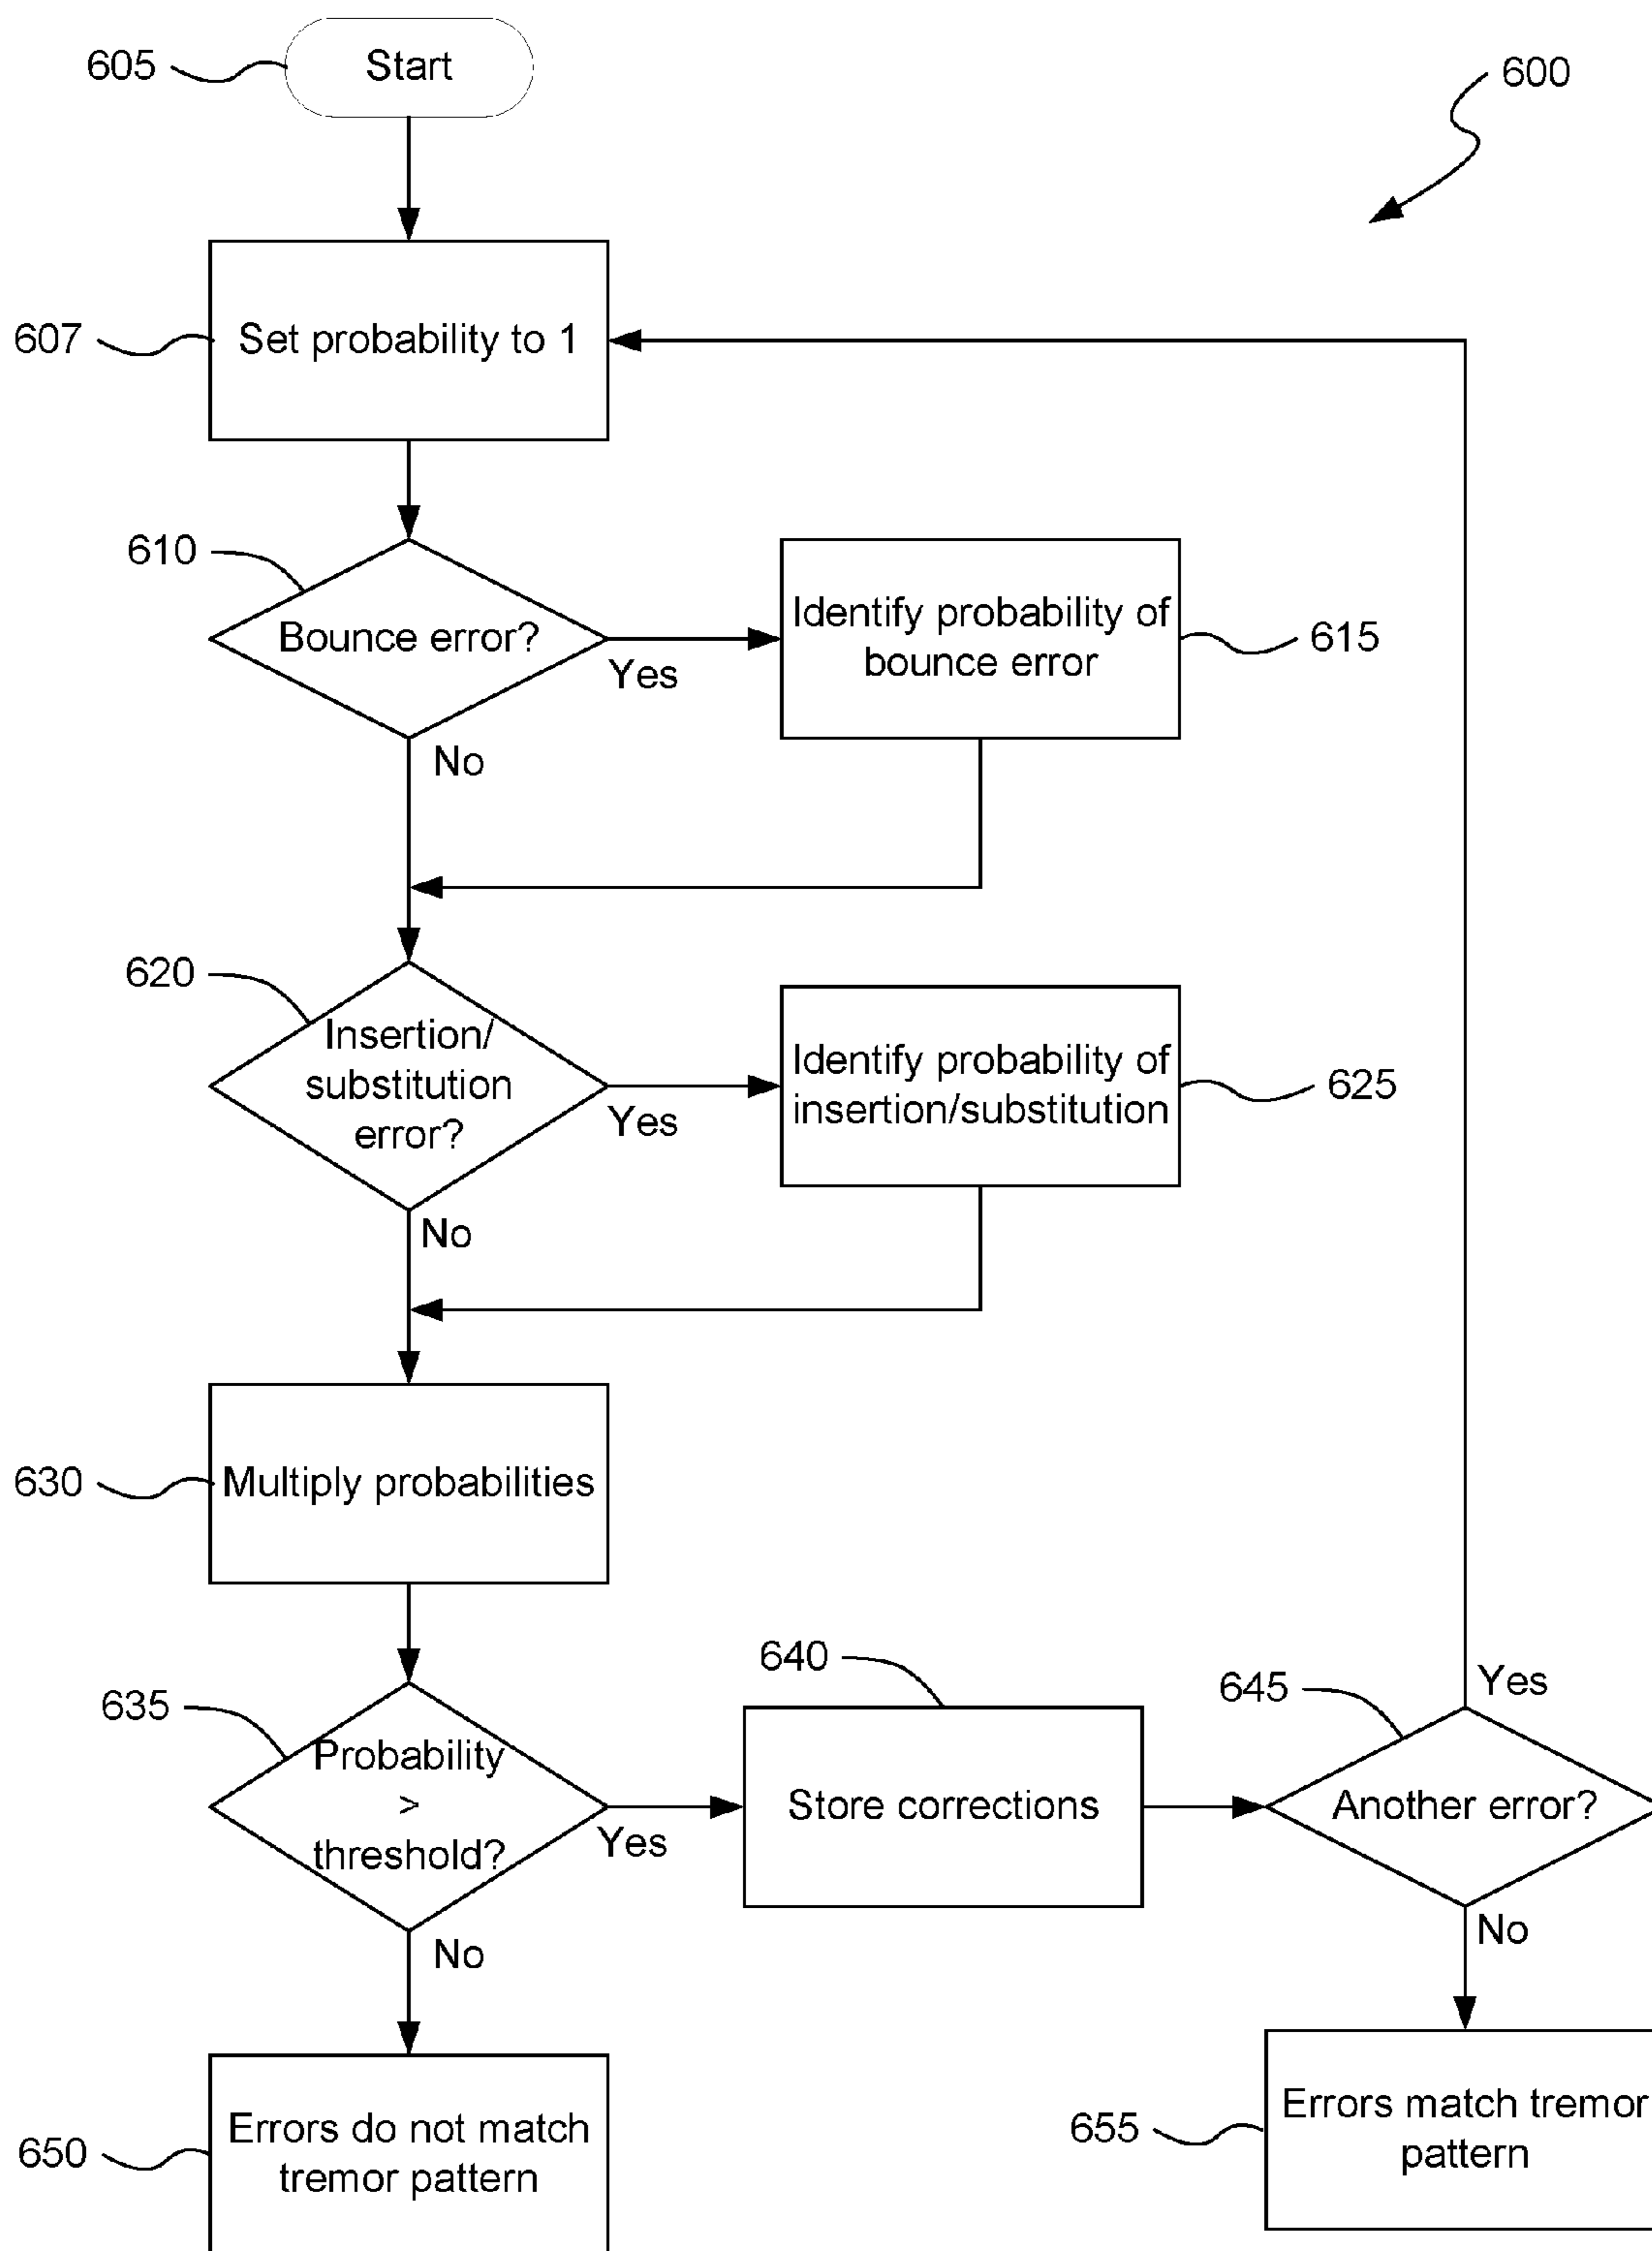 605
Start
600
607
Set probability to 1
610
Bounce error?
Yes
No
Identify probability of
bounce error
615
620
Insertion/
substitution
error?
Yes
No
Identify probability of
insertion/substitution
625
630
Multiply probabilities
635
Probability
>
threshold?
Yes
No
640
Store corrections
645
Another error?
Yes
No
650
Errors do not match
tremor pattern
655
Errors match tremor
pattern